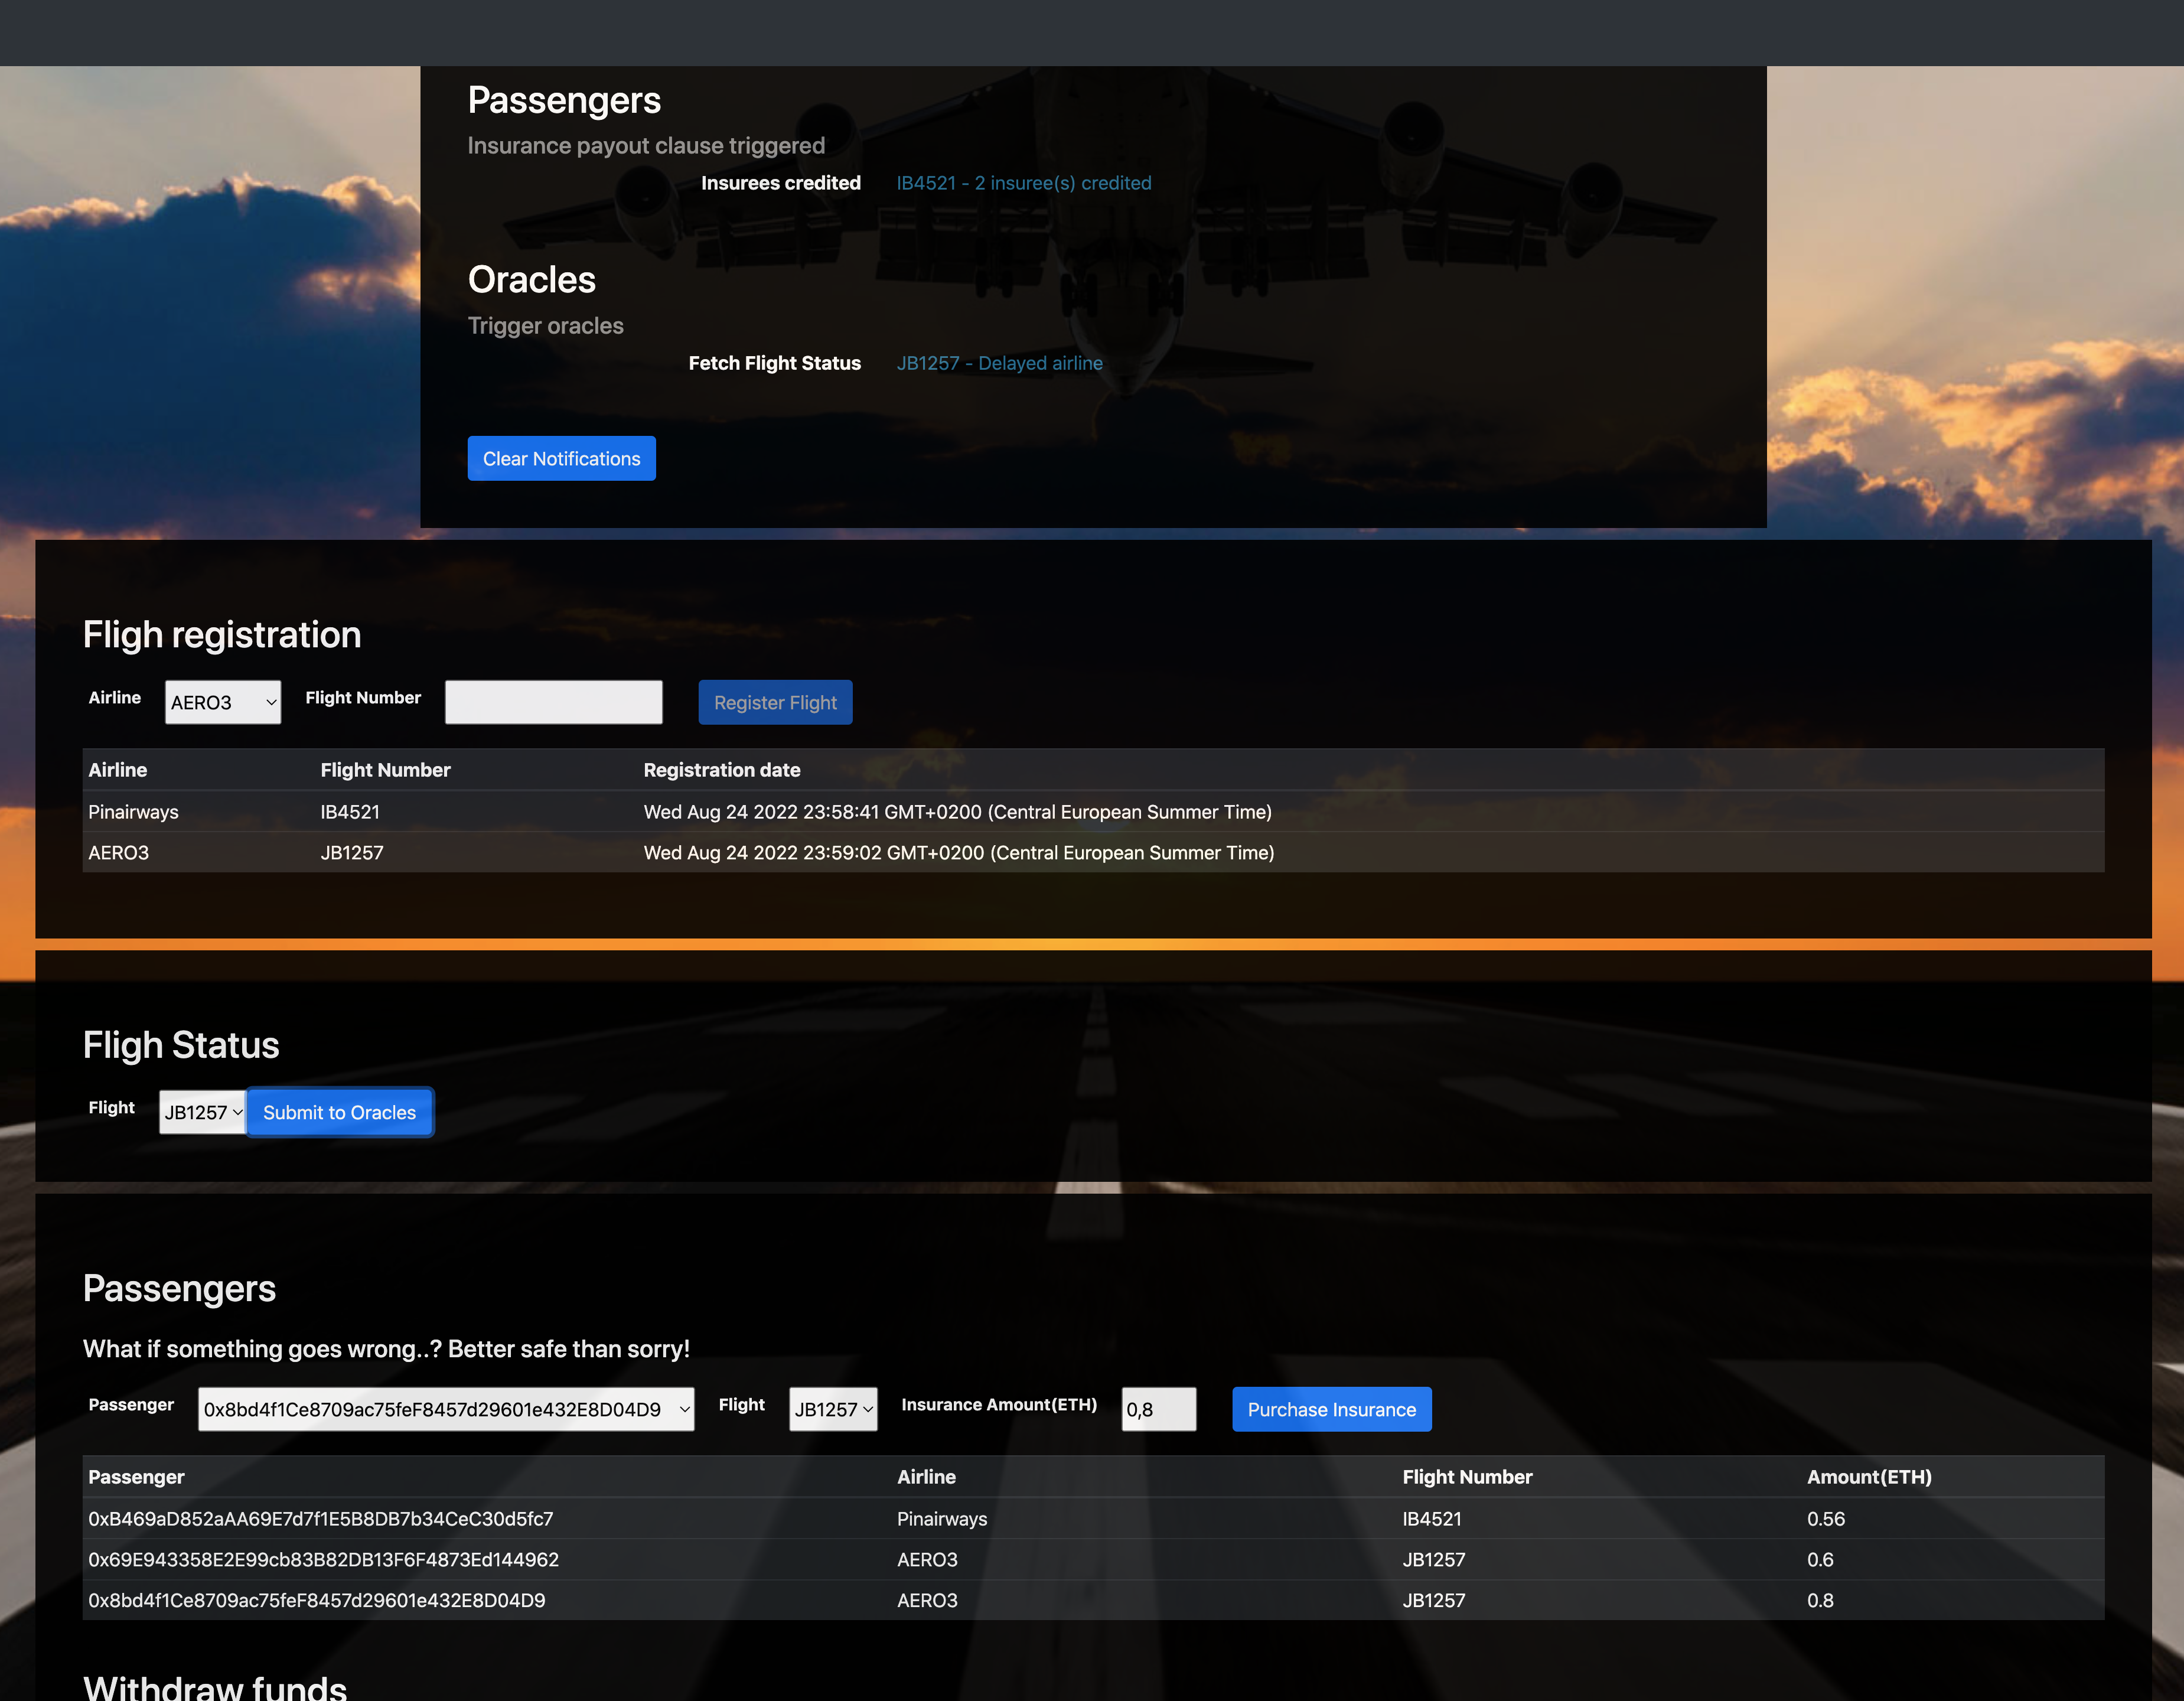 Passengers
Insurance payout clause triggered
Insurees credited IB4521 - 2 insuree(s) credited
Oracles
Trigger oracles
Fetch Flight Status JB1257 - Delayed airline
Clear Notifications
Fligh registration
Airline AERO3 Flight Number Register Flight
Airline Flight Number Registration date
Pinairways IB4521 Wed Aug 24 2022 23:58:41 GMT+0200 (Central European Summer Time)
AERO3 JB1257 Wed Aug 24 2022 23:59:02 GMT+0200 (Central European Summer Time)
Fligh Status
Flight JB1257 Submit to Oracles
Passengers
What if something goes wrong..? Better safe than sorry!
Passenger 0x8bd4f1Ce8709ac75feF8457d29601e432E8D04D9 Flight JB1257 Insurance Amount(ETH) 0,8 Purchase Insurance
Passenger Airline Flight Number Amount(ETH)
0xB469aD852aAA69E7d7f1E5B8DB7b34CeC30d5fc7 Pinairways IB4521 0.56
0x69E943358E2E99cb83B82DB13F6F4873Ed144962 AERO3 JB1257 0.6
0x8bd4f1Ce8709ac75feF8457d29601e432E8D04D9 AERO3 JB1257 0.8
Withdraw funds